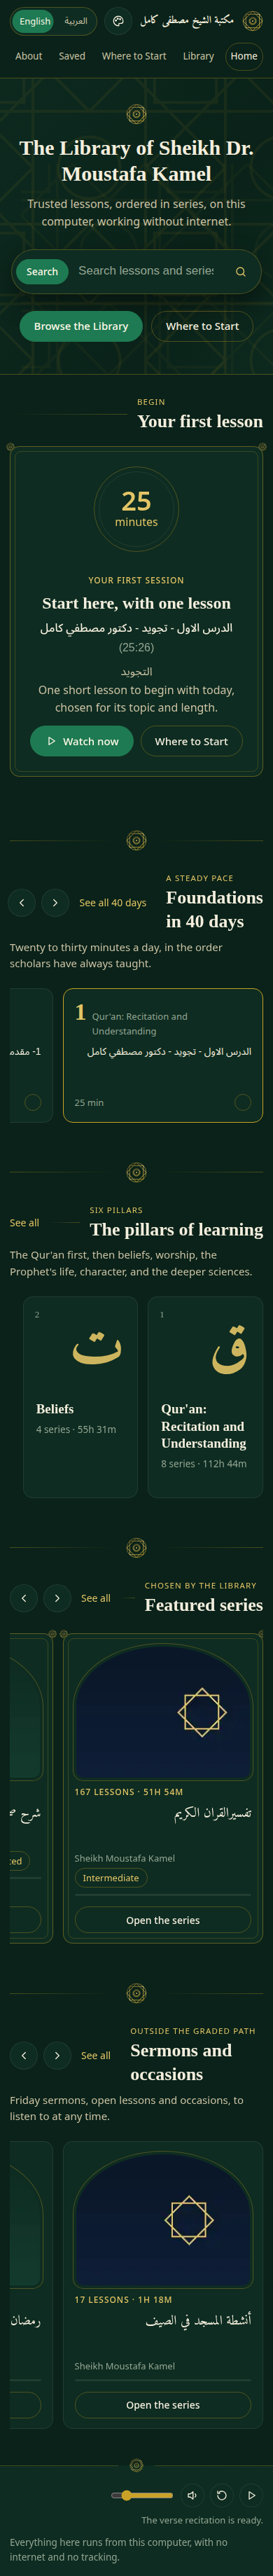 English
العربية
مكتبة الشيخ مصطفى كامل
About
Saved
Where to Start
Library
Home
The Library of Sheikh Dr.
Moustafa Kamel
Trusted lessons, ordered in series, on this
computer, working without internet.
Search
Search lessons and series
Browse the Library
Where to Start
BEGIN
Your first lesson
25
minutes
YOUR FIRST SESSION
Start here, with one lesson
الدرس الاول - تجويد - دكتور مصطفي كامل
(25:26)
التجويد
One short lesson to begin with today,
chosen for its topic and length.
Watch now
Where to Start
A STEADY PACE
Foundations
in 40 days
See all 40 days
Twenty to thirty minutes a day, in the order
scholars have always taught.
1
Qur'an: Recitation and
Understanding
الدرس الاول - تجويد - دكتور مصطفي كامل
25 min
SIX PILLARS
The pillars of learning
See all
The Qur'an first, then beliefs, worship, the
Prophet's life, character, and the deeper sciences.
1
ق
Qur'an:
Recitation and
Understanding
8 series · 112h 44m
2
ت
Beliefs
4 series · 55h 31m
CHOSEN BY THE LIBRARY
Featured series
See all
167 LESSONS · 51H 54M
تفسيرالقران الكريم
Sheikh Moustafa Kamel
Intermediate
Open the series
شرح
OUTSIDE THE GRADED PATH
Sermons and
occasions
See all
Friday sermons, open lessons and occasions, to
listen to at any time.
17 LESSONS · 1H 18M
أنشطة المسجد في الصيف
Sheikh Moustafa Kamel
Open the series
رمضان
The verse recitation is ready.
Everything here runs from this computer, with no
internet and no tracking.